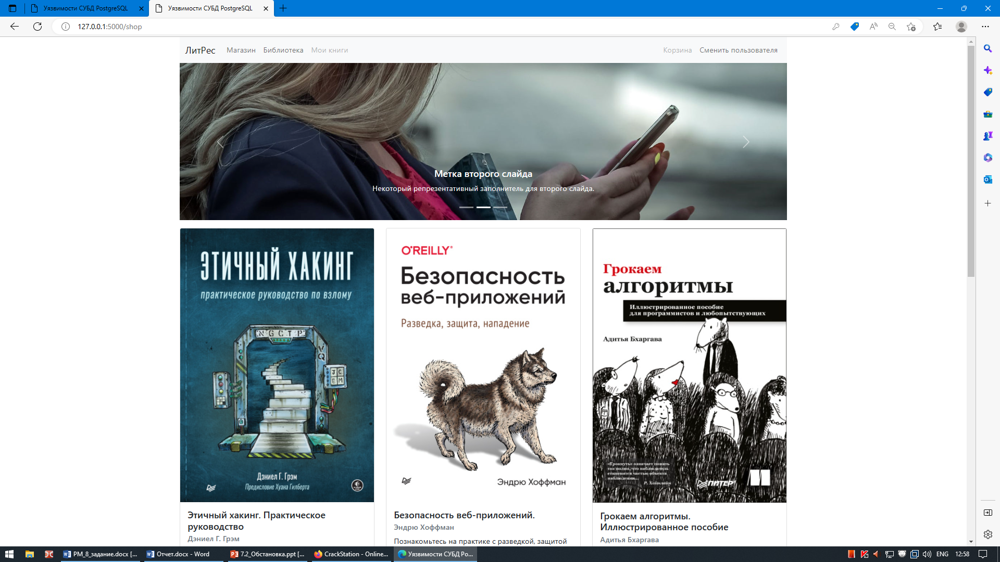 Уязвимости СУБД PostgreSQL
Уязвимости СУБД PostgreSQL
127.0.0.1:5000/shop
ЛитРес
Магазин
Библиотека
Мои книги
Корзина
Сменить пользователя
Метка второго слайда
Некоторый репрезентативный заполнитель для второго слайда.
ЭТИЧНЫЙ ХАКИНГ
практическое руководство по взлому
NGCTP
VQ
JC
EM
Дэниел Г. Грэм
Предисловие Хуана Гилберта
Этичный хакинг. Практическое
руководство
Дэниел Г. Грэм
O'REILLY®
Безопасность
веб-приложений
Разведка, защита, нападение
Эндрю Хоффман
Безопасность веб-приложений.
Эндрю Хоффман
Познакомьтесь на практике с разведкой, защитой
Грокаем
алгоритмы
Иллюстрированное пособие
для программистов и любопытствующих
Адитья Бхаргава
«Грокнуть» означает понять
так полно, что наблюдатель
становится частью объекта
наблюдения...
Р. Хайнлайн
ПИТЕР
Грокаем алгоритмы.
Иллюстрированное пособие
Адитья Бхаргава
PM_8_задание.docx [...
Отчет.docx - Word
7.2_Обстановка.ppt [...
CrackStation - Online...
Уязвимости СУБД Po...
ENG
12:58